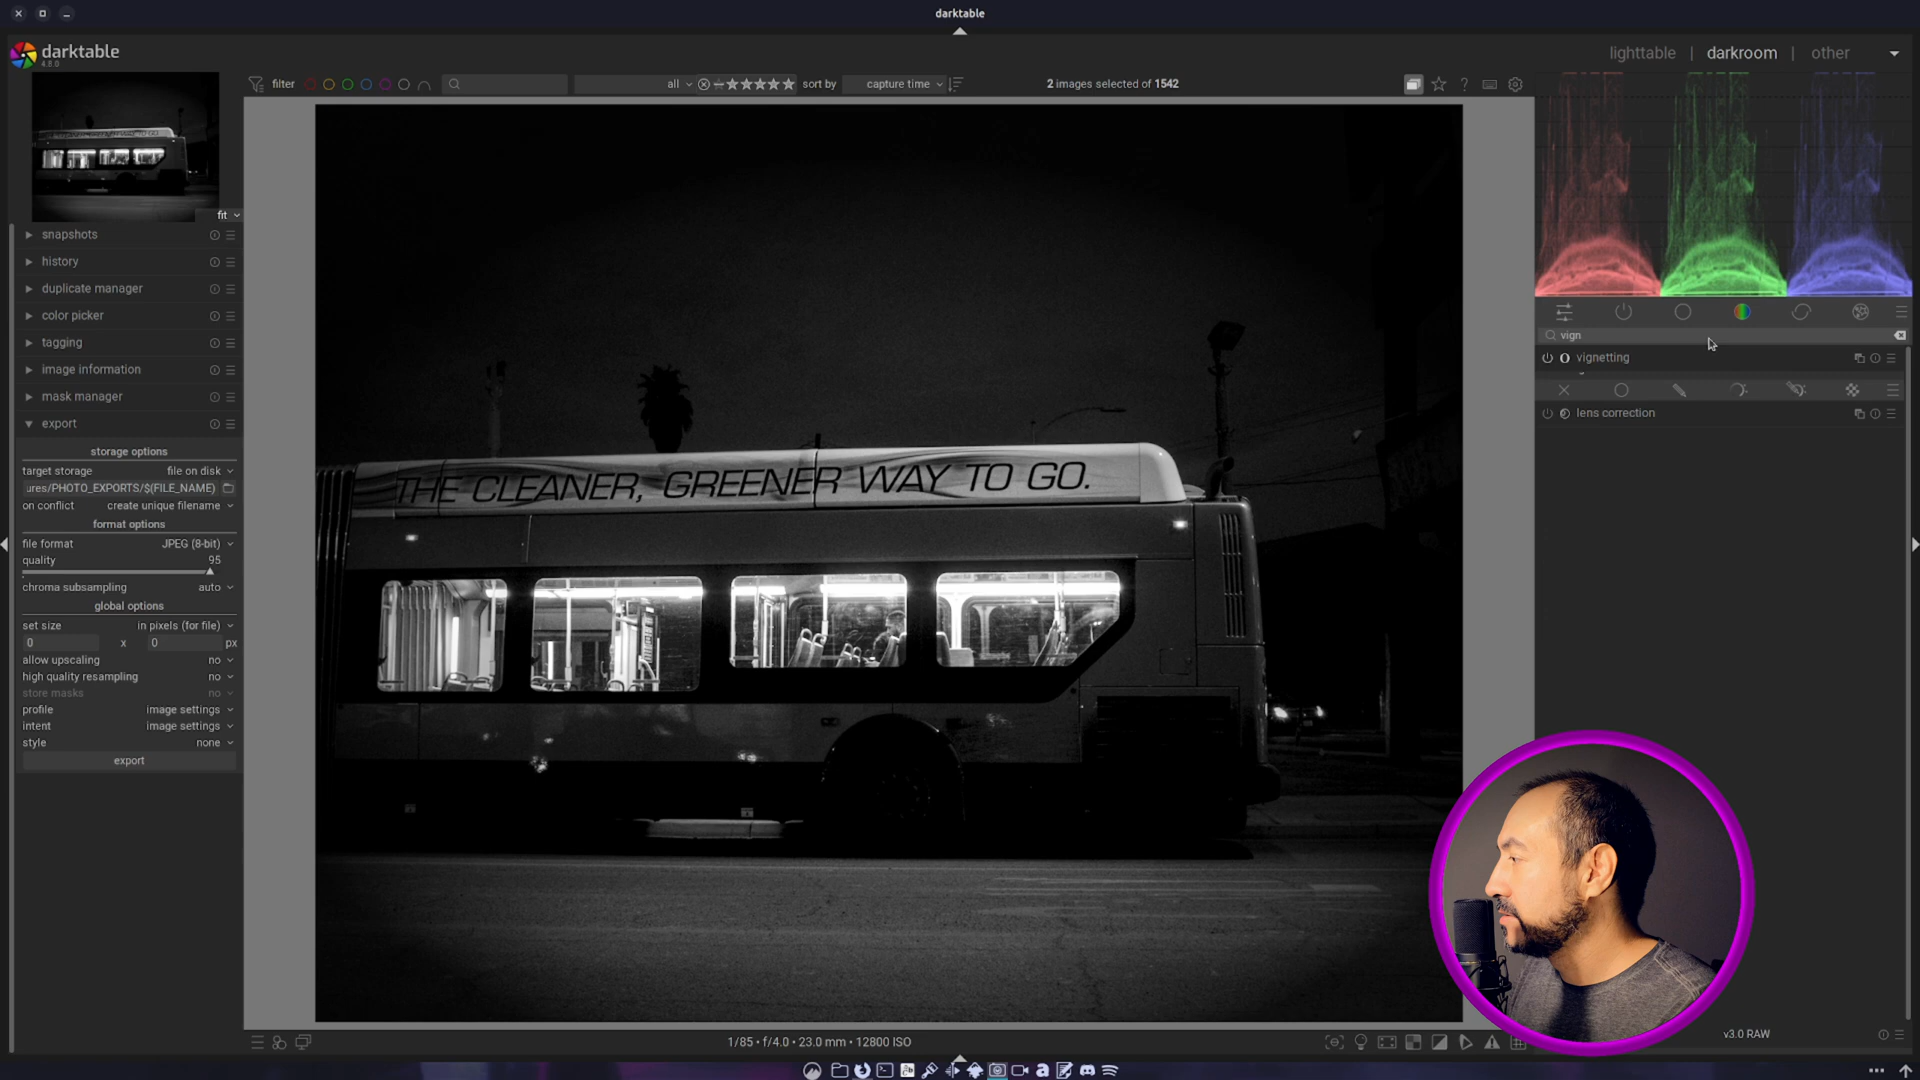 darktable
darktable
4.8.0
lighttable | darkroom | other
filter
all
sort by
capture time
2 images selected of 1542
fit
snapshots
history
duplicate manager
color picker
tagging
image information
mask manager
export
storage options
target storage file on disk
ures/PHOTO_EXPORTS/$(FILE_NAME)
on conflict create unique filename
format options
file format JPEG (8-bit)
quality 95
chroma subsampling auto
global options
set size in pixels (for file)
0 x 0 px
allow upscaling no
high quality resampling no
store masks no
profile image settings
intent image settings
style none
export
THE CLEANER, GREENER WAY TO GO.
vign
vignetting
lens correction
1/85 • f/4.0 • 23.0 mm • 12800 ISO
v3.0 RAW